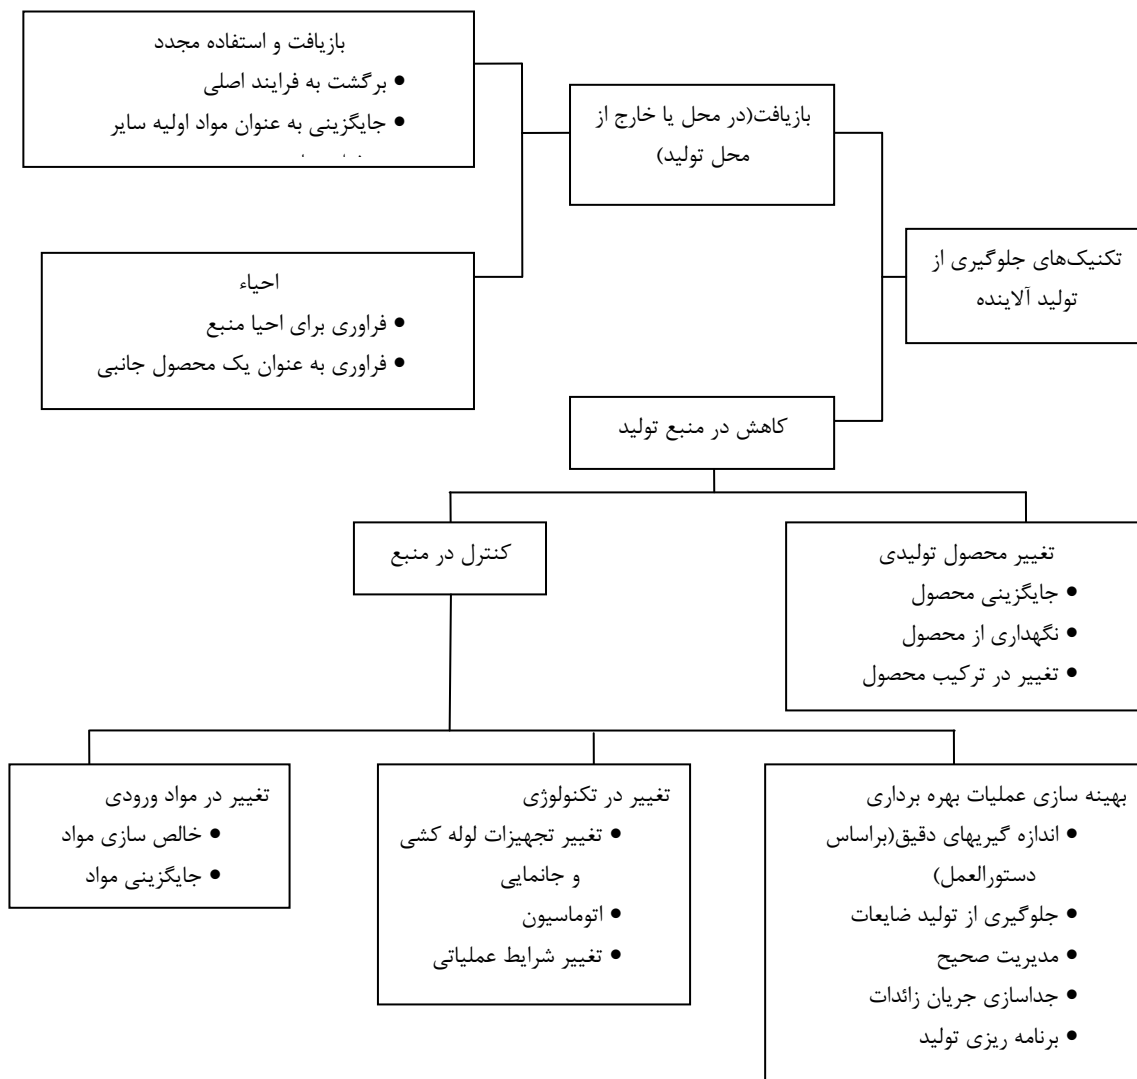 بازیافت و استفاده مجدد
• برگشت به فرایند اصلی
• جایگزینی به عنوان مواد اولیه سایر
بازیافت(در محل یا خارج از
محل تولید)
تکنیک‌های جلوگیری از
تولید آلاینده
احیاء
• فراوری برای احیا منبع
• فراوری به عنوان یک محصول جانبی
کاهش در منبع تولید
کنترل در منبع
تغییر محصول تولیدی
• جایگزینی محصول
• نگهداری از محصول
• تغییر در ترکیب محصول
بهینه سازی عملیات بهره برداری
• اندازه گیریهای دقیق(براساس
دستورالعمل)
• جلوگیری از تولید ضایعات
• مدیریت صحیح
• جداسازی جریان زائدات
• برنامه ریزی تولید
تغییر در تکنولوژی
• تغییر تجهیزات لوله کشی
و جانمایی
• اتوماسیون
• تغییر شرایط عملیاتی
تغییر در مواد ورودی
• خالص سازی مواد
• جایگزینی مواد